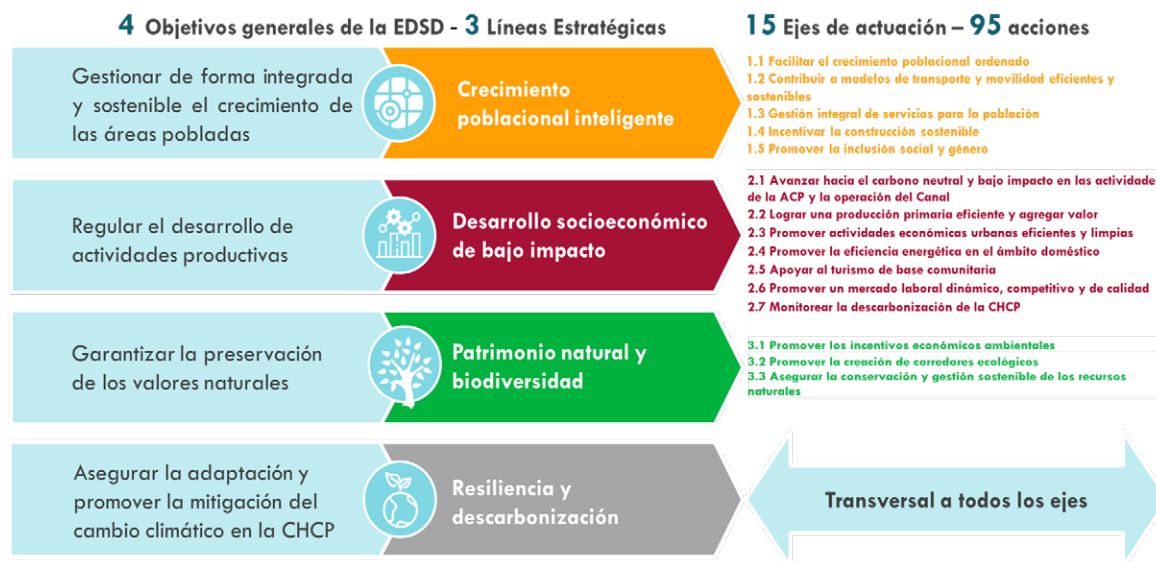 4 Objetivos generales de la EDSD - 3 Líneas Estratégicas
15 Ejes de actuación – 95 acciones
Gestionar de forma integrada
y sostenible el crecimiento de
las áreas pobladas
Crecimiento
poblacional inteligente
1.1 Facilitar el crecimiento poblacional ordenado
1.2 Contribuir a modelos de transporte y movilidad eficientes y
sostenibles
1.3 Gestión integral de servicios para la población
1.4 Incentivar la construcción sostenible
1.5 Promover la inclusión social y género
Regular el desarrollo de
actividades productivas
Desarrollo socioeconómico
de bajo impacto
2.1 Avanzar hacia el carbono neutral y bajo impacto en las actividade
de la ACP y la operación del Canal
2.2 Lograr una producción primaria eficiente y agregar valor
2.3 Promover actividades económicas urbanas eficientes y limpias
2.4 Promover la eficiencia energética en el ámbito doméstico
2.5 Apoyar al turismo de base comunitaria
2.6 Promover un mercado laboral dinámico, competitivo y de calidad
2.7 Monitorear la descarbonización de la CHCP
Garantizar la preservación
de los valores naturales
Patrimonio natural y
biodiversidad
3.1 Promover los incentivos económicos ambientales
3.2 Promover la creación de corredores ecológicos
3.3 Asegurar la conservación y gestión sostenible de los recursos
naturales
Asegurar la adaptación y
promover la mitigación del
cambio climático en la CHCP
Resiliencia y
descarbonización
Transversal a todos los ejes